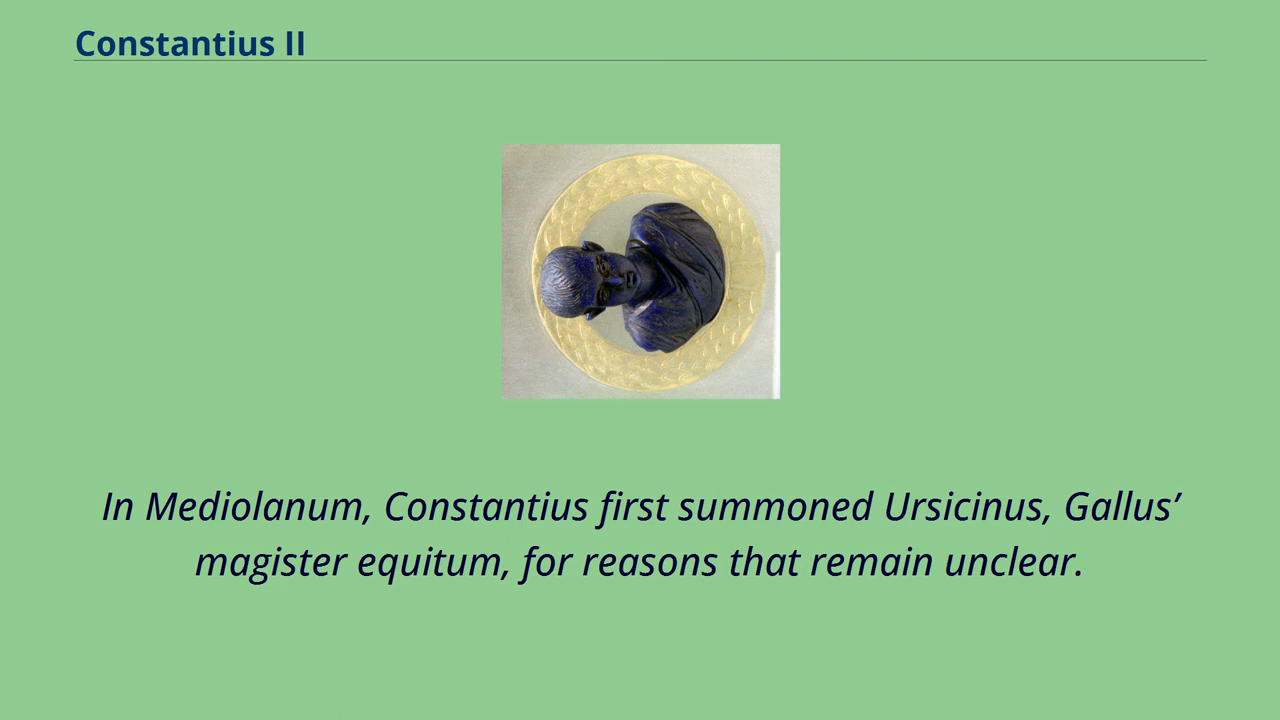 Constantius II
In Mediolanum, Constantius first summoned Ursicinus, Gallus’
magister equitum, for reasons that remain unclear.